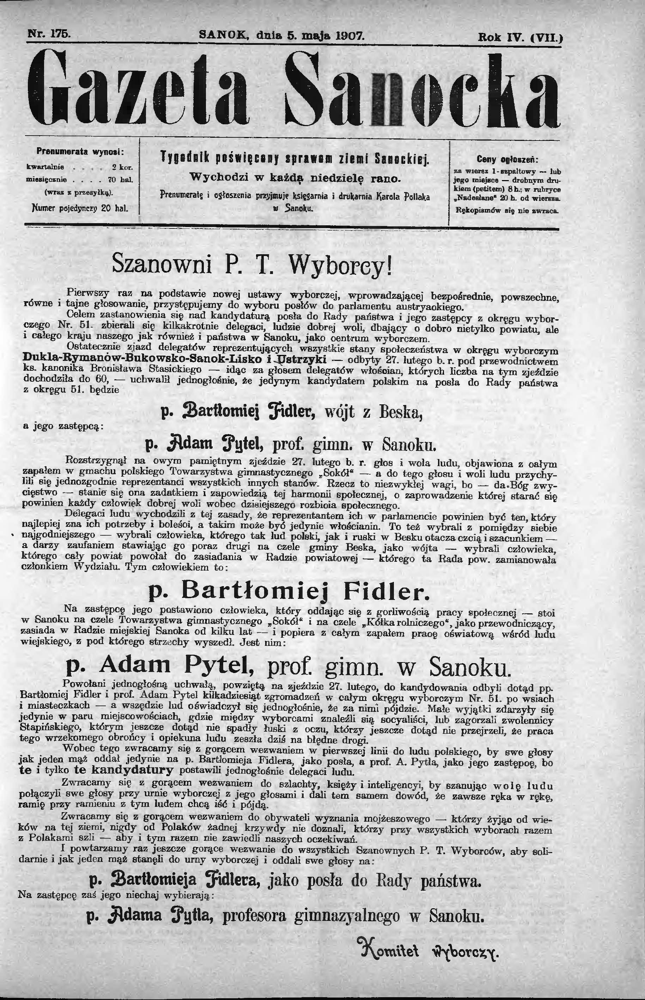 Nr. 175.
SANOK, dnia 5. maja 1907.
Rok IV. (VII.)
Gazeta Sanocka
Prenumerata wynosi:
kwartalnie . . . . 2 kor.
miesięcznie . . . . 70 hal.
(wraz z przesyłką).
Numer pojedynczy 20 hal.
Tygodnik poświęcony sprawom ziemi Sanockiej.
Wychodzi w każdą niedzielę rano.
Prenumeratę i ogłoszenia przyjmuje księgarnia i drukarnia Karola Pollaka
w Sanoku.
Ceny ogłoszeń:
za wiersz 1-szpaltowy — lub
jego miejsce — drobnym dru-
kiem (petitem) 8 h.; w rubryce
„Nadesłane“ 20 h. od wiersza.
Rękopismów się nie zwraca.
Szanowni P. T. Wyborcy!
Pierwszy raz na podstawie nowej ustawy wyborczej, wprowadzającej bezpośrednie, powszechne,
równe i tajne głosowanie, przystępujemy do wyboru posłów do parlamentu austryackiego.
Celem zastanowienia się nad kandydaturą posła do Rady państwa i jego zastępcy z okręgu wybor-
czego Nr. 51. zbierali się kilkakrotnie delegaci, ludzie dobrej woli, dbający o dobro nietylko powiatu, ale
i całego kraju naszego jak również i państwa w Sanoku, jako centrum wyborczem.
Ostatecznie zjazd delegatów reprezentujących wszystkie stany społeczeństwa w okręgu wyborczym
Dukla-Rymanów-Bukowsko-Sanok-Lisko i Ustrzyki — odbyty 27. lutego b. r. pod przewodnictwem
ks. kanonika Bronisława Stasickiego — idąc za głosem delegatów włościan, których liczba na tym zjeździe
dochodziła do 60, — uchwalił jednogłośnie, że jedynym kandydatem polskim na posła do Rady państwa
z okręgu 51. będzie
p. Bartłomiej Fidler, wójt z Beska,
a jego zastępcą:
p. Adam Pytel, prof. gimn. w Sanoku.
Rozstrzygnął na owym pamiętnym zjeździe 27. lutego b. r. głos i wola ludu, objawiona z całym
zapałem w gmachu polskiego Towarzystwa gimnastycznego „Sokół“ — a do tego głosu i woli ludu przychy-
lili się jednozgodnie reprezentanci wszystkich innych stanów. Rzecz to niezwykłej wagi, bo — da Bóg zwy-
cięstwo — stanie się ona zadatkiem i zapowiedzią tej harmonii społecznej, o zaprowadzenie której starać się
powinien każdy człowiek dobrej woli wobec dzisiejszego rozbicia społecznego.
Delegaci ludu wychodzili z tej zasady, że reprezentantem ich w parlamencie powinien być ten, który
najlepiej zna ich potrzeby i boleści, a takim może być jedynie włościanin. To też wybrali z pomiędzy siebie
najgodniejszego — wybrali człowieka, którego tak lud polski, jak i ruski w Besku otacza czcią i szacunkiem —
a darzy zaufaniem stawiając go poraz drugi na czele gminy Beska, jako wójta — wybrali człowieka,
którego cały powiat powołał do zasiadania w Radzie powiatowej — którego ta Rada pow. zamianowała
członkiem Wydziału. Tym człowiekiem to:
p. Bartłomiej Fidler.
Na zastępcę jego postawiono człowieka, który oddając się z gorliwością pracy społecznej — stoi
w Sanoku na czele Towarzystwa gimnastycznego „Sokół“ i na czele „Kółka rolniczego“, jako przewodniczący,
zasiada w Radzie miejskiej Sanoka od kilku lat — i popiera z całym zapałem pracę oświatową wśród ludu
wiejskiego, z pod którego strzechy wyszedł. Jest nim:
p. Adam Pytel, prof. gimn. w Sanoku.
Powołani jednogłośną uchwałą, powziętą na zjeździe 27. lutego, do kandydowania odbyli dotąd pp.
Bartłomiej Fidler i prof. Adam Pytel kilkadziesiąt zgromadzeń w całym okręgu wyborczym Nr. 51. po wsiach
i miasteczkach — a wszędzie lud oświadczył się jednogłośnie, że za nimi pójdzie. Małe wyjątki zdarzyły się
jedynie w paru miejscowościach, gdzie między wyborcami znaleźli sią socyaliści, lub zagorzali zwolennicy
Stapińskiego, którym jeszcze dotąd nie spadły łuski z oczu, którzy jeszcze dotąd nie przejrzeli, że praca
tego wrzekomego obrońcy i opiekuna ludu zeszła dziś na błędne drogi.
Wobec tego zwracamy się z gorącem wezwaniem w pierwszej linii do ludu polskiego, by swe głosy
jak jeden mąż oddał jedynie na p. Bartłomieja Fidlera, jako posła, a prof. A. Pytla, jako jego zastępcę, bo
te i tylko te kandydatury postawili jednogłośnie delegaci ludu.
Zwracamy się z gorącem wezwaniem do szlachty, księży i inteligencyi, by szanując wolę ludu
połączyli swe głosy przy urnie wyborczej z jego głosami i dali tem samem dowód, że zawsze ręka w rękę,
ramię przy ramieniu z tym ludem chcą iść i pójdą.
Zwracamy się z gorącem wezwaniem do obywateli wyznania mojżeszowego — którzy żyjąc od wie-
ków na tej ziemi, nigdy od Polaków żadnej krzywdy nie doznali, którzy przy wszystkich wyborach razem
z Polakami szli — aby i tym razem nie zawiedli naszych oczekiwań.
I powtarzamy raz jeszcze gorące wezwanie do wszystkich Szanownych P. T. Wyborców, aby soli-
darnie i jak jeden mąż stanęli do urny wyborczej i oddali swe głosy na:
p. Bartłomieja Fidlera, jako posła do Rady państwa.
Na zastępcę zaś jego niechaj wybierają:
p. Adama Pytla, profesora gimnazyalnego w Sanoku.
Komitet wyborczy.